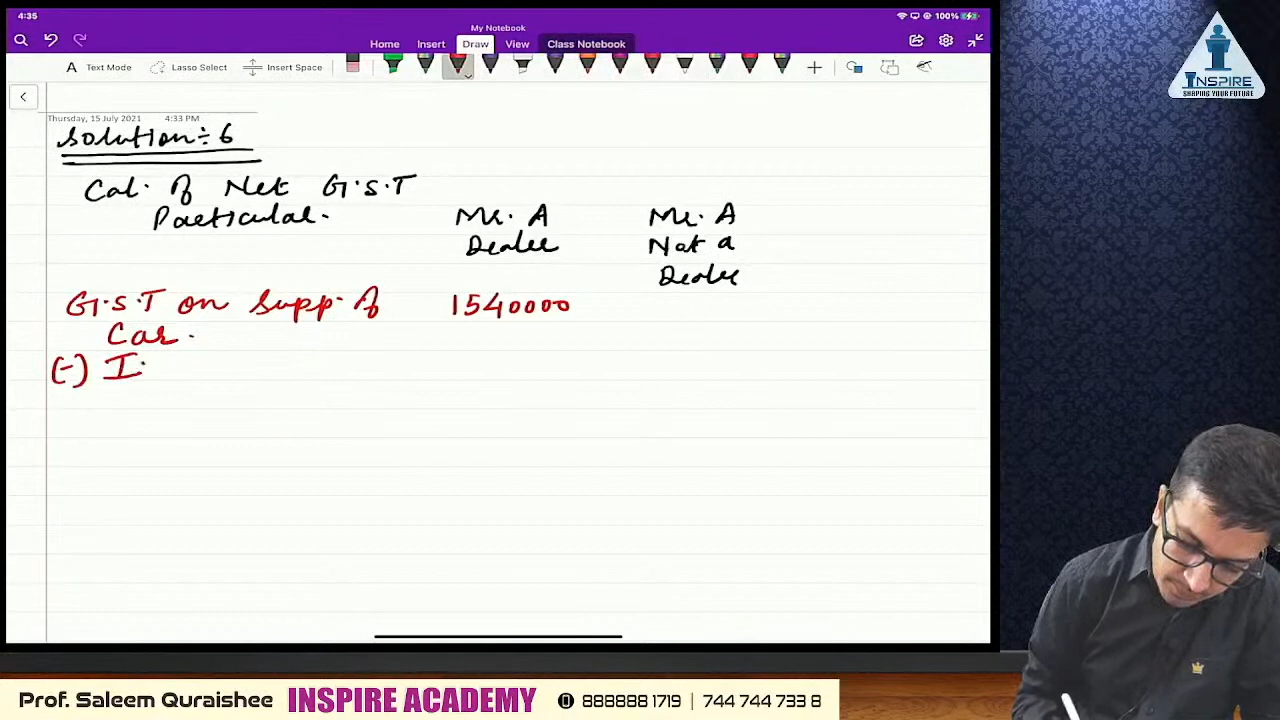 4:35
100%
My Notebook
Home Insert Draw View Class Notebook
A Text Mode Lasso Select Insert Space
INSPIRE
SHAPING YOUR FUTURE
Thursday, 15 July 2021 4:33 PM
Solution÷6
Cal. of Net G.S.T
Particular. Mr. A Mr. A
Dealer Not a
Dealer
G.S.T on Supp. of 1540000
Car.
(-) I.
Prof. Saleem Quraishee INSPIRE ACADEMY 888888 1719 | 744 744 733 8